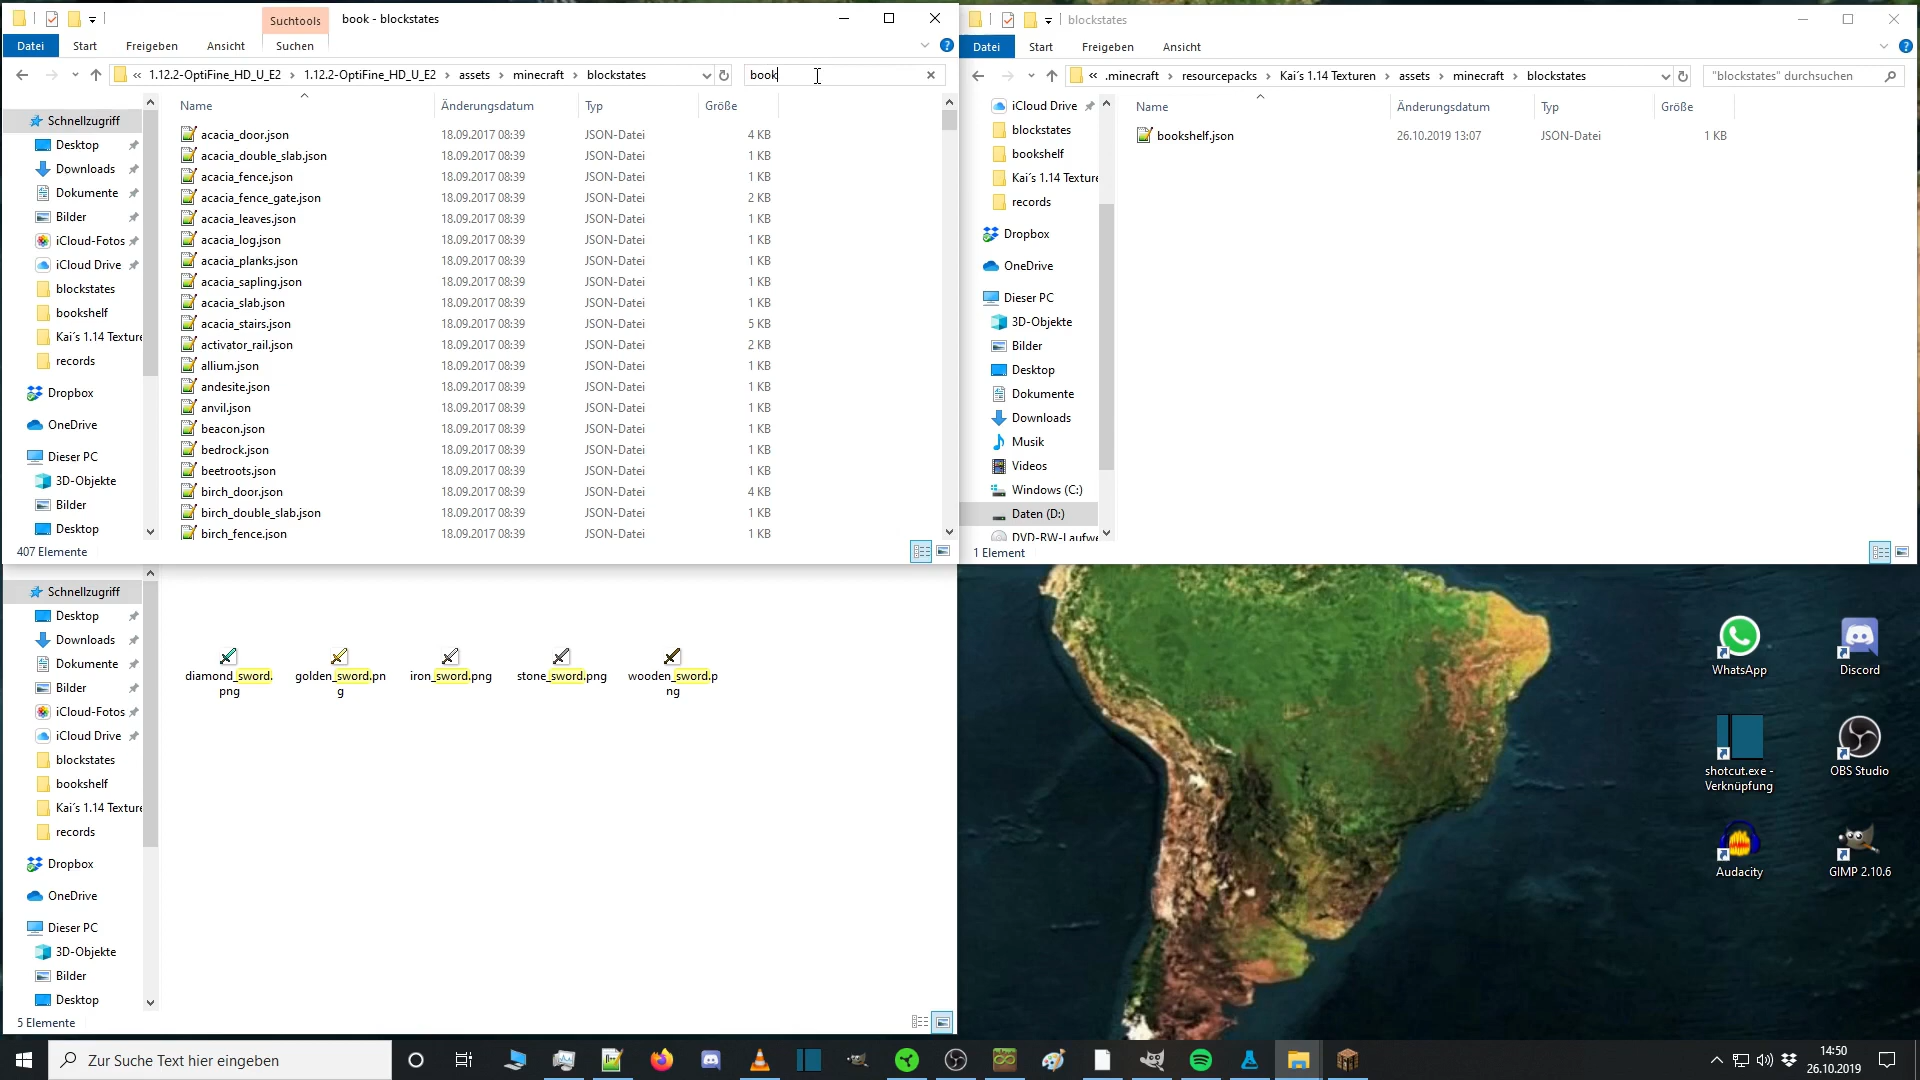 Suchtools
book - blockstates
Datei
Start
Freigeben
Ansicht
Suchen
« 1.12.2-OptiFine_HD_U_E2 › 1.12.2-OptiFine_HD_U_E2 › assets › minecraft › blockstates
book
Name
Änderungsdatum
Typ
Größe
Schnellzugriff
Desktop
Downloads
Dokumente
Bilder
iCloud-Fotos
iCloud Drive
blockstates
bookshelf
Kai´s 1.14 Texture
records
Dropbox
OneDrive
Dieser PC
3D-Objekte
Bilder
Desktop
acacia_door.json 18.09.2017 08:39 JSON-Datei 4 KB
acacia_double_slab.json 18.09.2017 08:39 JSON-Datei 1 KB
acacia_fence.json 18.09.2017 08:39 JSON-Datei 1 KB
acacia_fence_gate.json 18.09.2017 08:39 JSON-Datei 2 KB
acacia_leaves.json 18.09.2017 08:39 JSON-Datei 1 KB
acacia_log.json 18.09.2017 08:39 JSON-Datei 1 KB
acacia_planks.json 18.09.2017 08:39 JSON-Datei 1 KB
acacia_sapling.json 18.09.2017 08:39 JSON-Datei 1 KB
acacia_slab.json 18.09.2017 08:39 JSON-Datei 1 KB
acacia_stairs.json 18.09.2017 08:39 JSON-Datei 5 KB
activator_rail.json 18.09.2017 08:39 JSON-Datei 2 KB
allium.json 18.09.2017 08:39 JSON-Datei 1 KB
andesite.json 18.09.2017 08:39 JSON-Datei 1 KB
anvil.json 18.09.2017 08:39 JSON-Datei 1 KB
beacon.json 18.09.2017 08:39 JSON-Datei 1 KB
bedrock.json 18.09.2017 08:39 JSON-Datei 1 KB
beetroots.json 18.09.2017 08:39 JSON-Datei 1 KB
birch_door.json 18.09.2017 08:39 JSON-Datei 4 KB
birch_double_slab.json 18.09.2017 08:39 JSON-Datei 1 KB
birch_fence.json 18.09.2017 08:39 JSON-Datei 1 KB
407 Elemente
blockstates
Datei
Start
Freigeben
Ansicht
« .minecraft › resourcepacks › Kai´s 1.14 Texturen › assets › minecraft › blockstates
"blockstates" durchsuchen
Name
Änderungsdatum
Typ
Größe
iCloud Drive
blockstates
bookshelf
Kai´s 1.14 Texture
records
Dropbox
OneDrive
Dieser PC
3D-Objekte
Bilder
Desktop
Dokumente
Downloads
Musik
Videos
Windows (C:)
Daten (D:)
DVD-RW-Laufwe
bookshelf.json 26.10.2019 13:07 JSON-Datei 1 KB
1 Element
Schnellzugriff
Desktop
Downloads
Dokumente
Bilder
iCloud-Fotos
iCloud Drive
blockstates
bookshelf
Kai´s 1.14 Texture
records
Dropbox
OneDrive
Dieser PC
3D-Objekte
Bilder
Desktop
diamond_sword.
png
golden_sword.pn
g
iron_sword.png
stone_sword.png
wooden_sword.p
ng
5 Elemente
WhatsApp
Discord
shotcut.exe -
Verknüpfung
OBS Studio
Audacity
GIMP 2.10.6
Zur Suche Text hier eingeben
14:50
26.10.2019